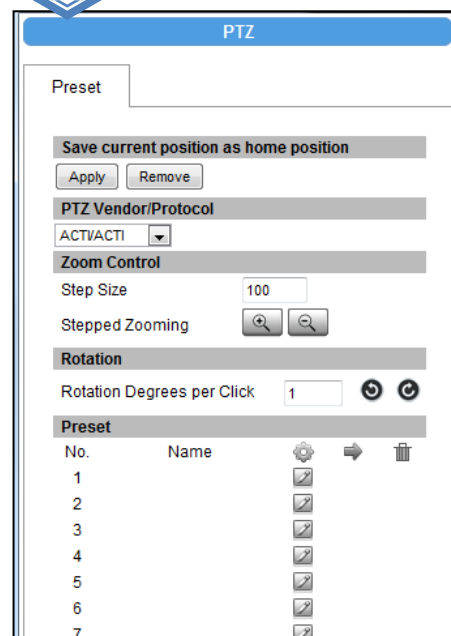 PTZ
Preset
Save current position as home position
Apply Remove
PTZ Vendor/Protocol
ACTI/ACTI
Zoom Control
Step Size 100
Stepped Zooming
Rotation
Rotation Degrees per Click 1
Preset
No. Name
1
2
3
4
5
6
7